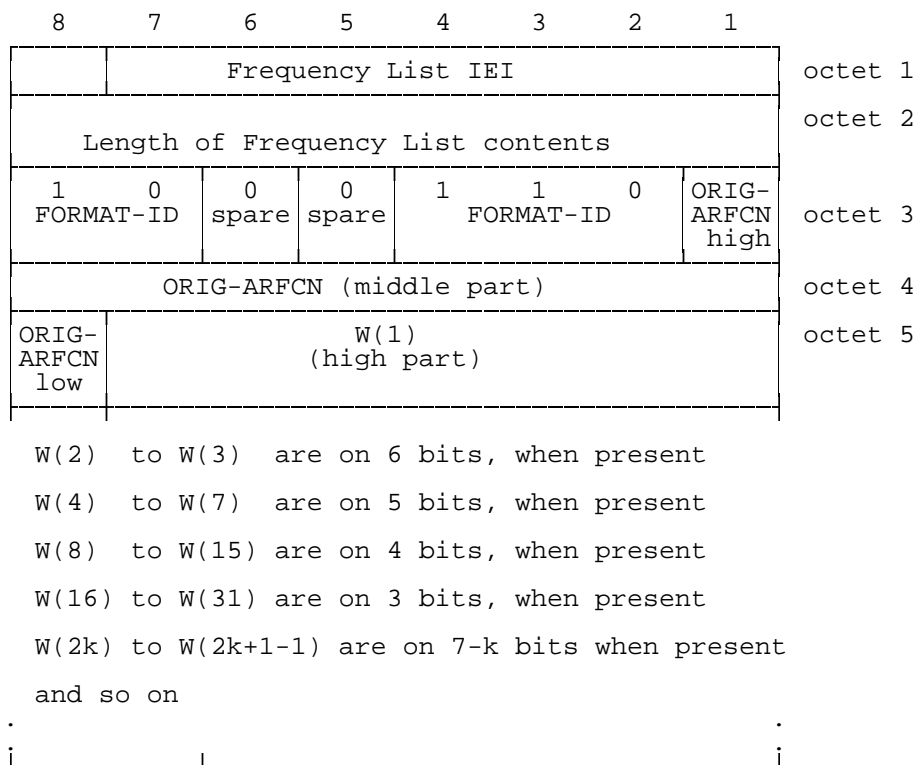 8 7 6 5 4 3 2 1
Frequency List IEI octet 1
octet 2
Length of Frequency List contents
1 0 0 0 1 1 0 ORIG-
FORMAT-ID spare spare FORMAT-ID ARFCN octet 3
high
ORIG-ARFCN (middle part) octet 4
ORIG- W(1) octet 5
ARFCN (high part)
low
W(2) to W(3) are on 6 bits, when present
W(4) to W(7) are on 5 bits, when present
W(8) to W(15) are on 4 bits, when present
W(16) to W(31) are on 3 bits, when present
W(2k) to W(2k+1-1) are on 7-k bits when present
and so on
. .
. .